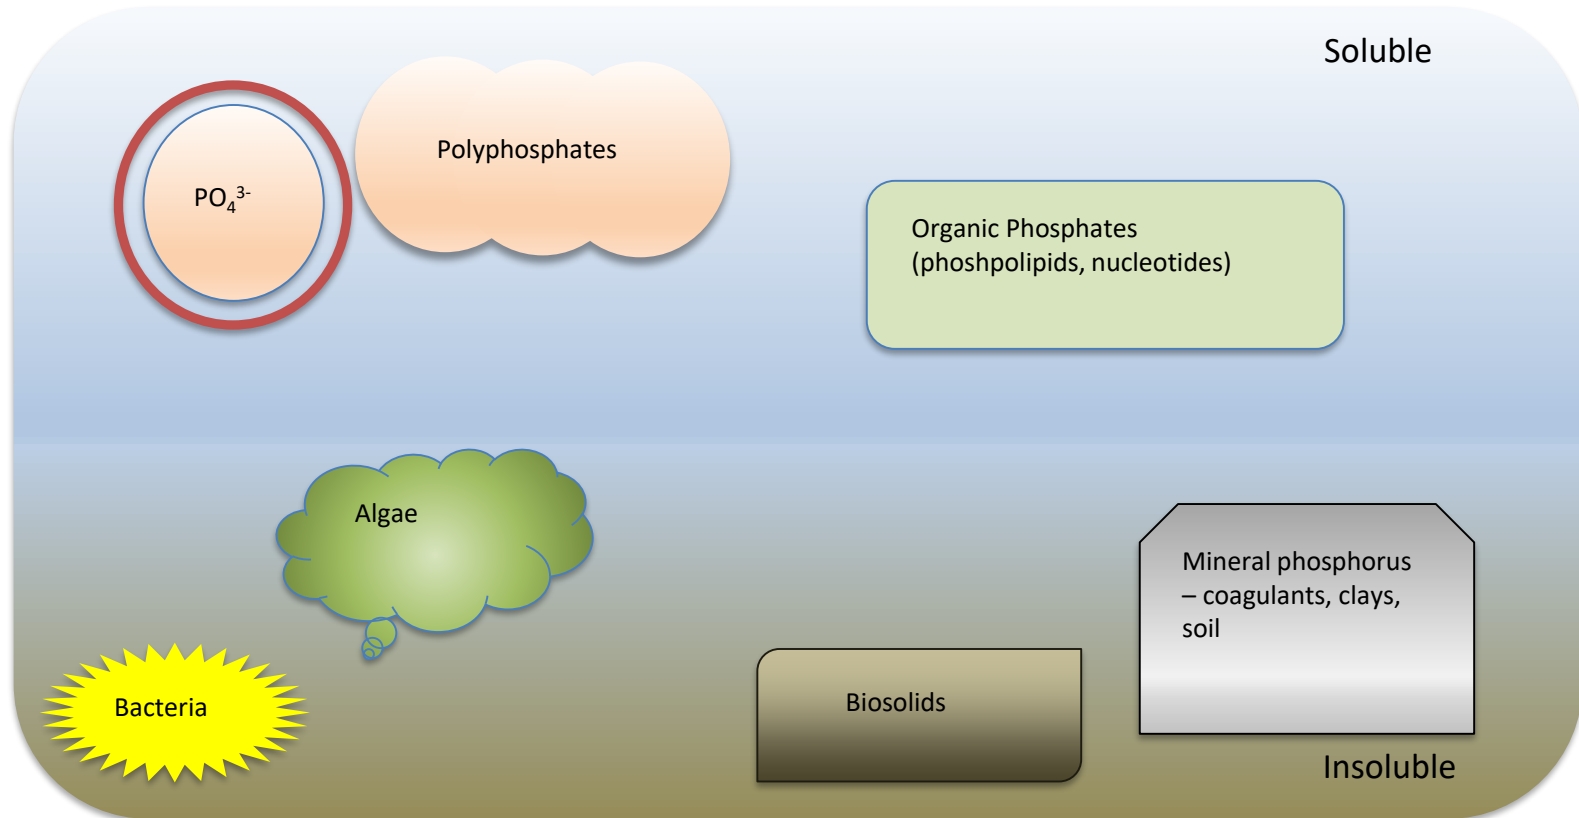 Soluble
Polyphosphates
PO₄³⁻
Organic Phosphates
(phoshpolipids, nucleotides)
Algae
Mineral phosphorus
– coagulants, clays,
soil
Bacteria
Biosolids
Insoluble